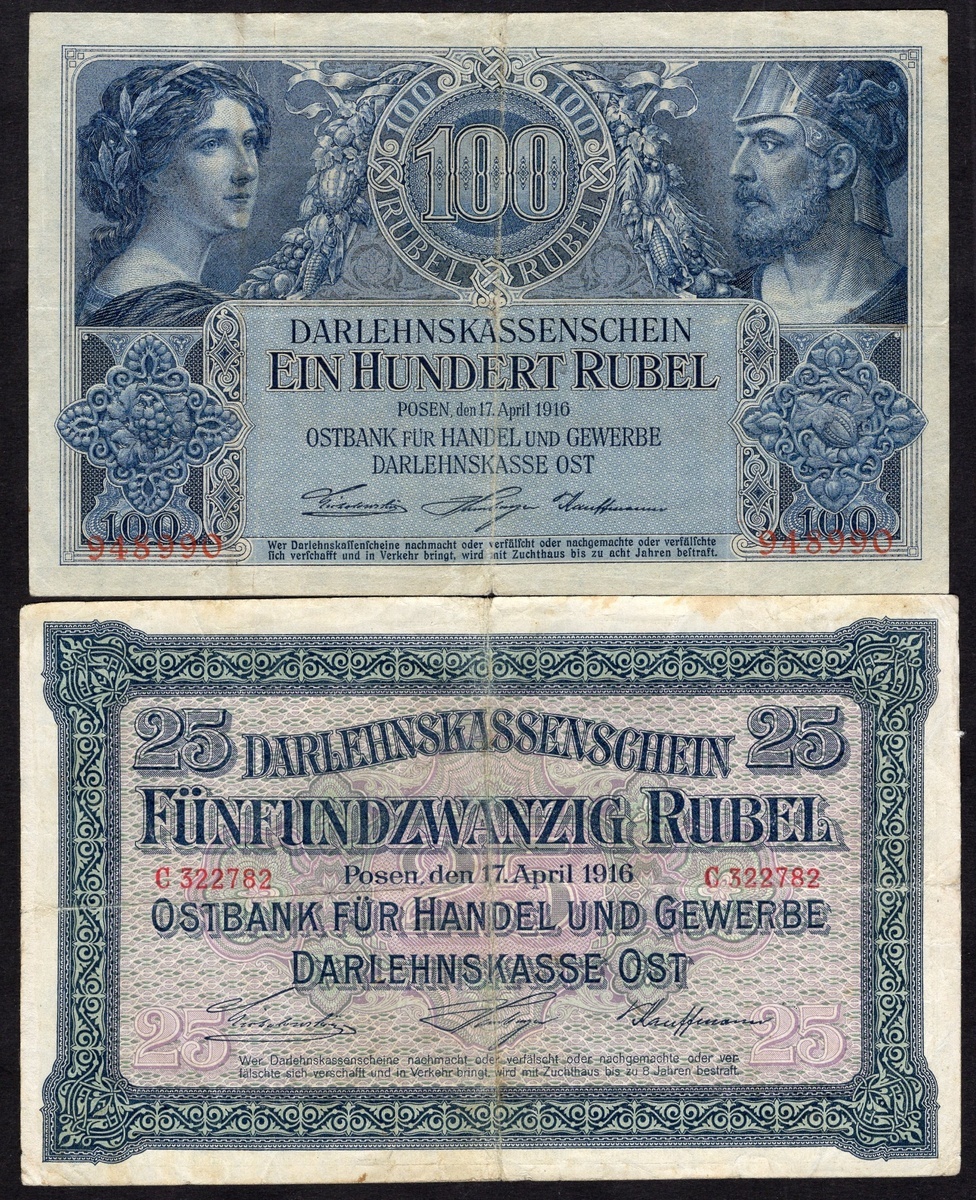 100 100
100
RUBEL RUBEL
DARLEHNSKASSENSCHEIN
EIN HUNDERT RUBEL
POSEN, den 17. April 1916
OSTBANK FÜR HANDEL UND GEWERBE
DARLEHNSKASSE OST
100 100
948990 948990
Wer Darlehnskaſſenſcheine nachmacht oder verfälſcht oder nachgemachte oder verfälſchte
ſich verſchafft und in Verkehr bringt, wird mit Zuchthaus bis zu acht Jahren beſtraft.
25 DARLEHNSKASSENSCHEIN 25
FÜNFUNDZWANZIG RUBEL
C 322782 Posen, den 17. April 1916 C 322782
25
OSTBANK FÜR HANDEL UND GEWERBE
DARLEHNSKASSE OST
Kauffmann
25 25
Wer Darlehnskassenscheine nachmacht oder verfälscht oder nachgemachte oder ver-
fälschte sich verschafft und in Verkehr bringt, wird mit Zuchthaus bis zu 8 Jahren bestraft.